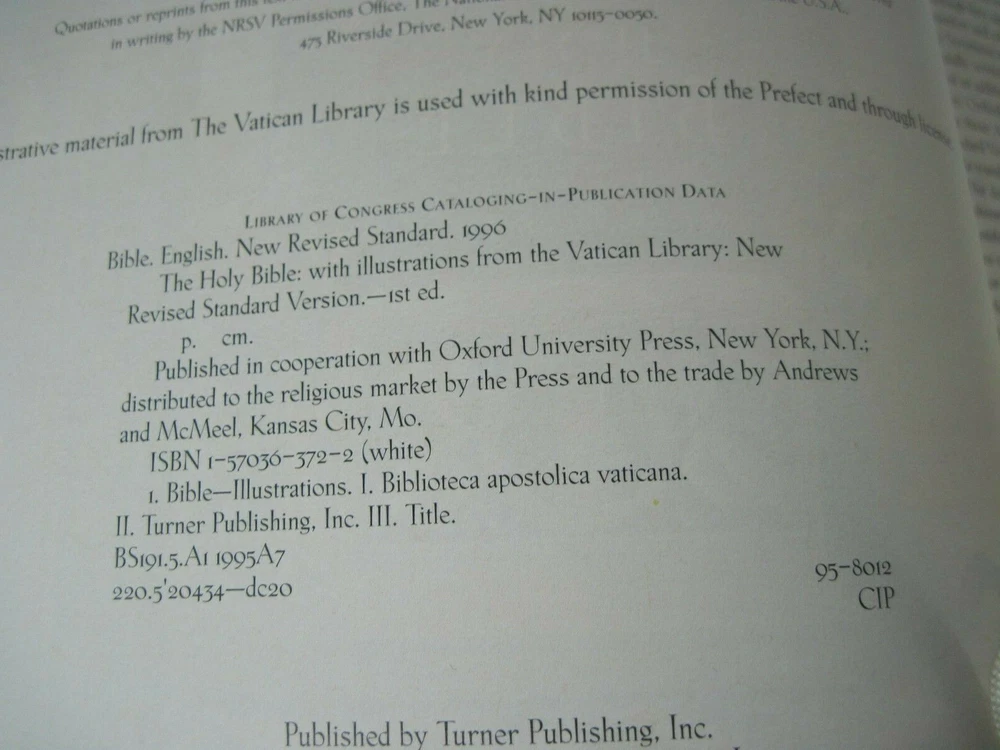 Quotations or reprints from this
in writing by the NRSV Permissions Office, The U.S.A.,
475 Riverside Drive, New York, NY 10115-0050.
strative material from The Vatican Library is used with kind permission of the Prefect and through
LIBRARY OF CONGRESS CATALOGING-IN-PUBLICATION DATA
Bible. English. New Revised Standard. 1996
The Holy Bible: with illustrations from the Vatican Library: New
Revised Standard Version.—1st ed.
p. cm.
Published in cooperation with Oxford University Press, New York, N.Y.;
distributed to the religious market by the Press and to the trade by Andrews
and McMeel, Kansas City, Mo.
ISBN 1-57036-372-2 (white)
1. Bible—Illustrations. I. Biblioteca apostolica vaticana.
II. Turner Publishing, Inc. III. Title.
BS191.5.A1 1995A7
220.5'20434—dc20 95-8012
CIP
Published by Turner Publishing, Inc.